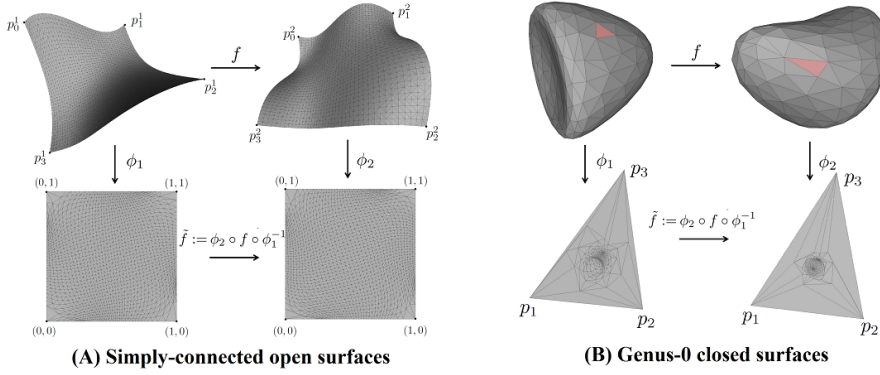 p_0^1
p_1^1
p_2^1
p_3^1
f
p_0^2
p_1^2
p_2^2
p_3^2
ϕ_1
ϕ_2
(0, 1)
(1, 1)
(0, 1)
(1, 1)
f̃ := ϕ_2 ∘ f ∘ ϕ_1^{-1}
(0, 0)
(1, 0)
(0, 0)
(1, 0)
(A) Simply-connected open surfaces
f
ϕ_1
ϕ_2
p_3
p_3
f̃ := ϕ_2 ∘ f ∘ ϕ_1^{-1}
p_1
p_2
p_1
p_2
(B) Genus-0 closed surfaces